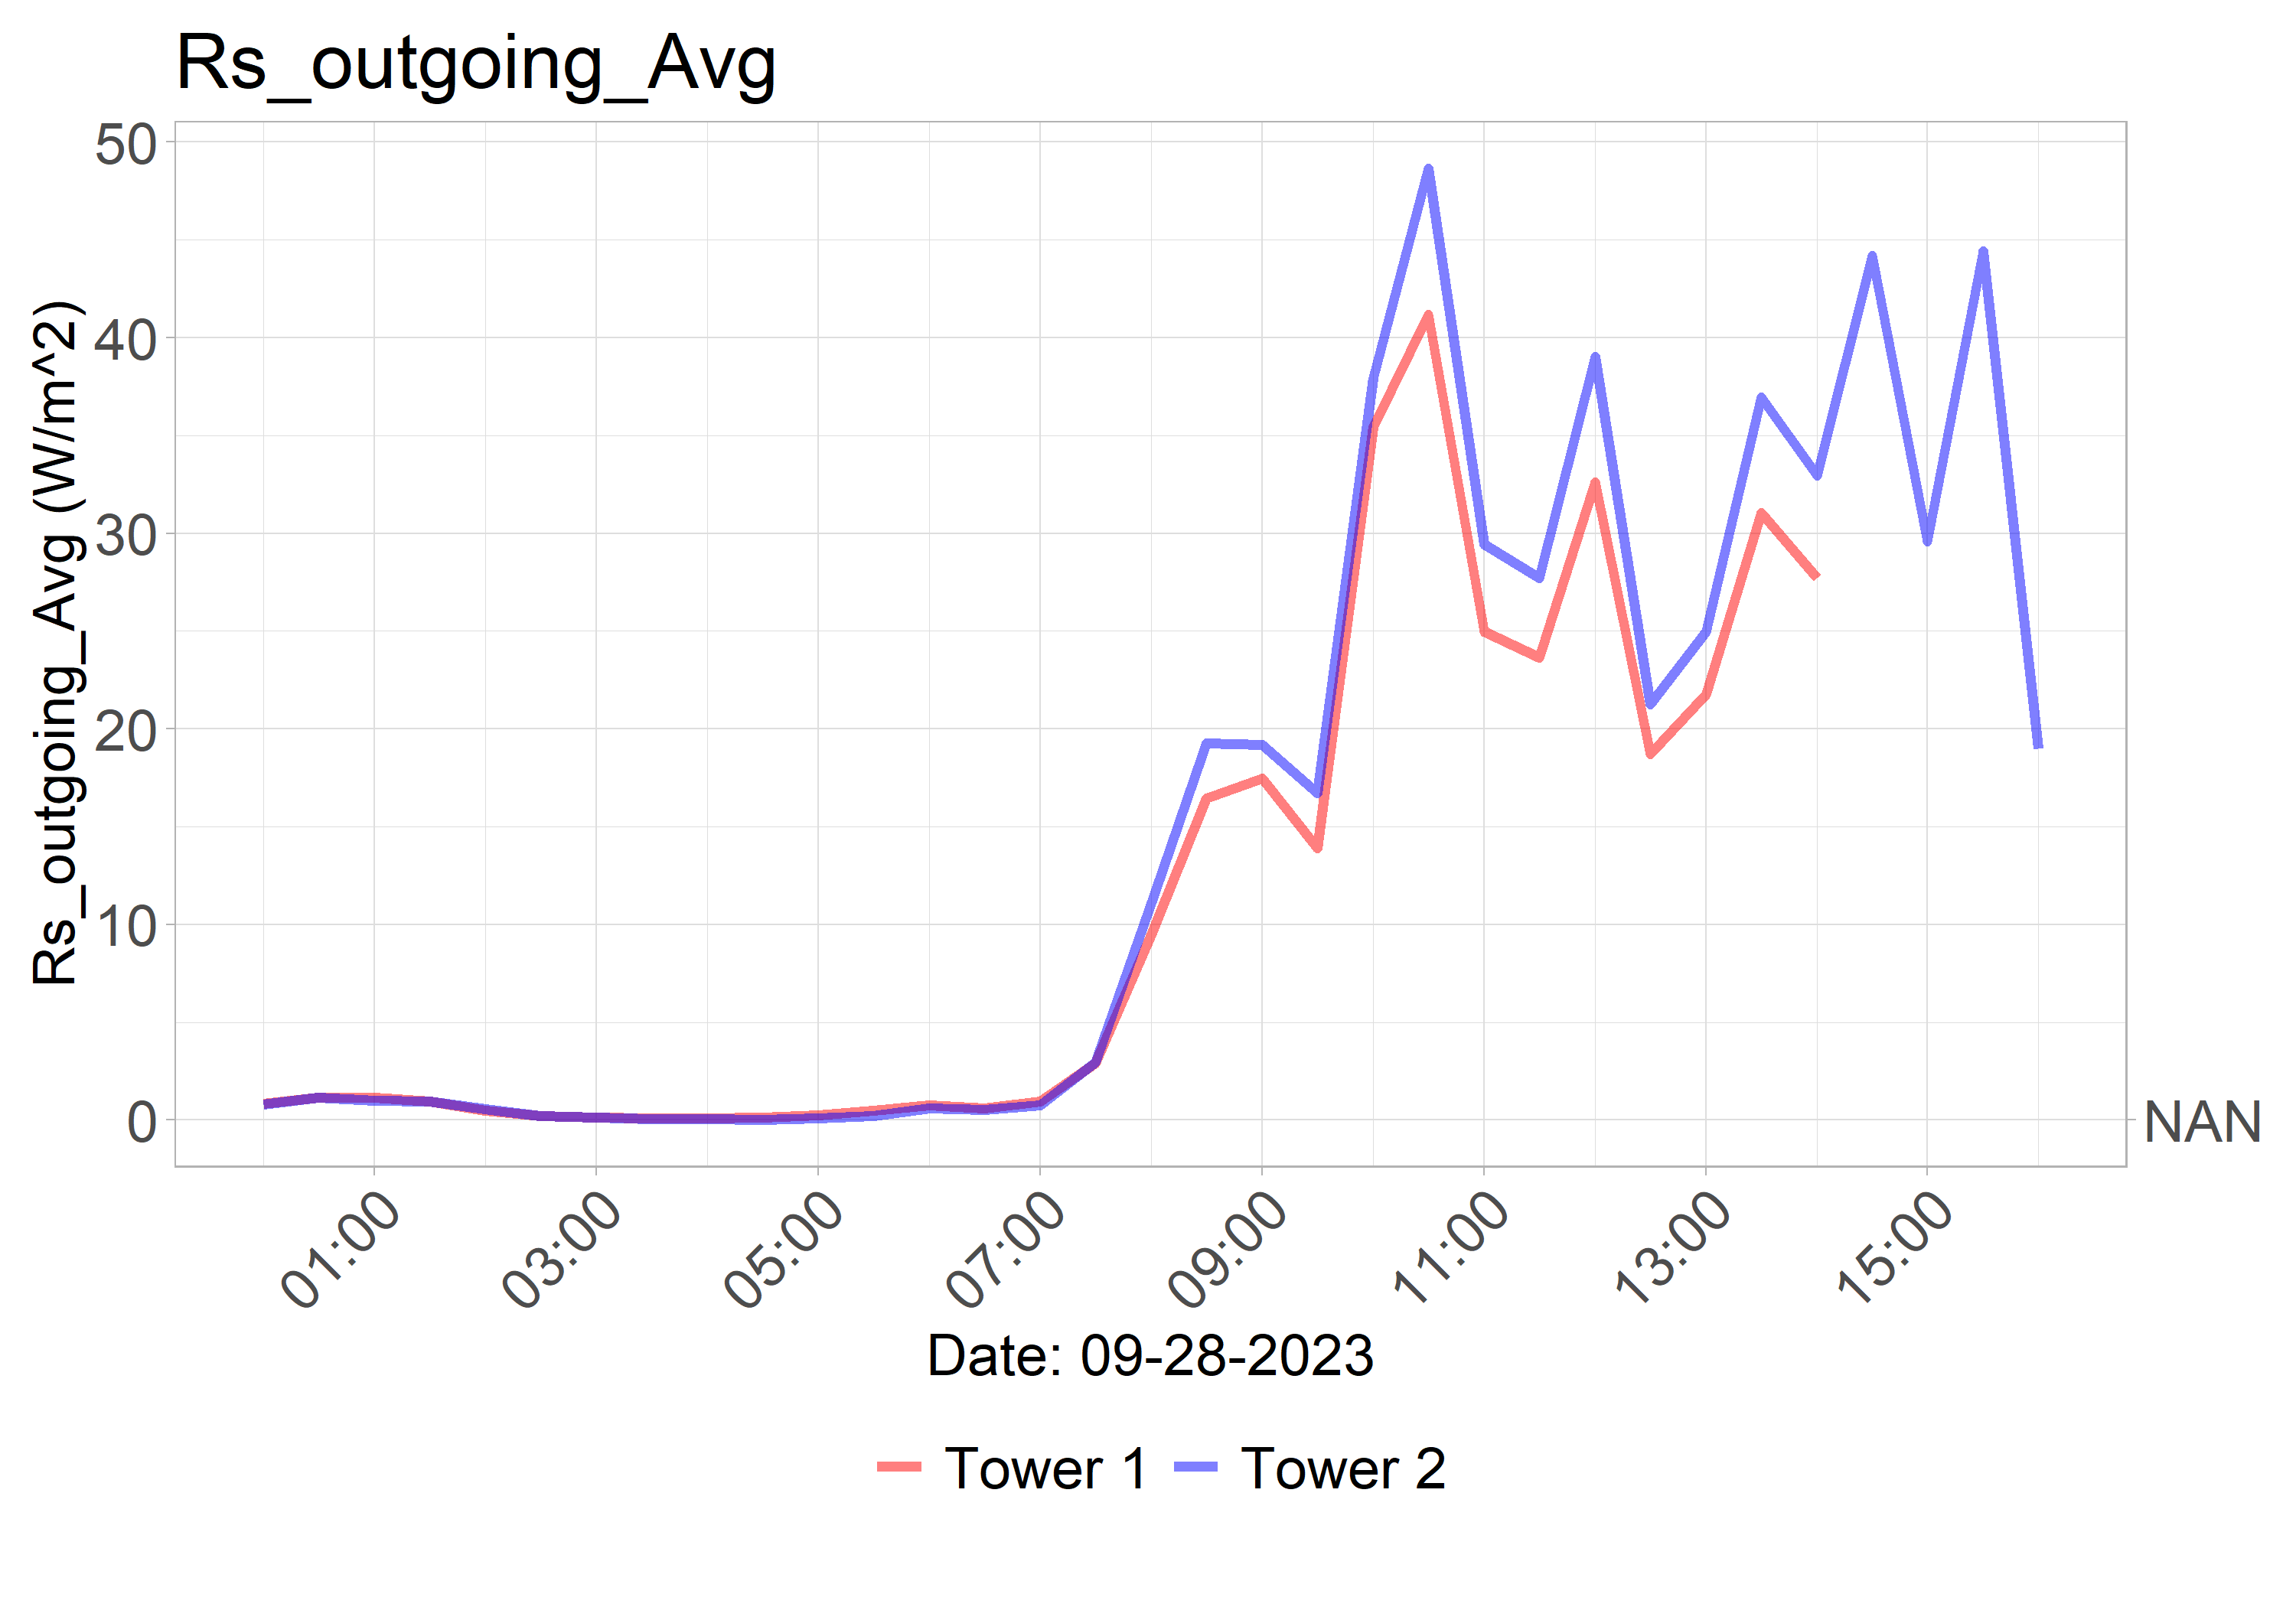 Rs_outgoing_Avg
Rs_outgoing_Avg (W/m^2)
50
40
30
20
10
0
NAN
01:00
03:00
05:00
07:00
09:00
11:00
13:00
15:00
Date: 09-28-2023
Tower 1
Tower 2